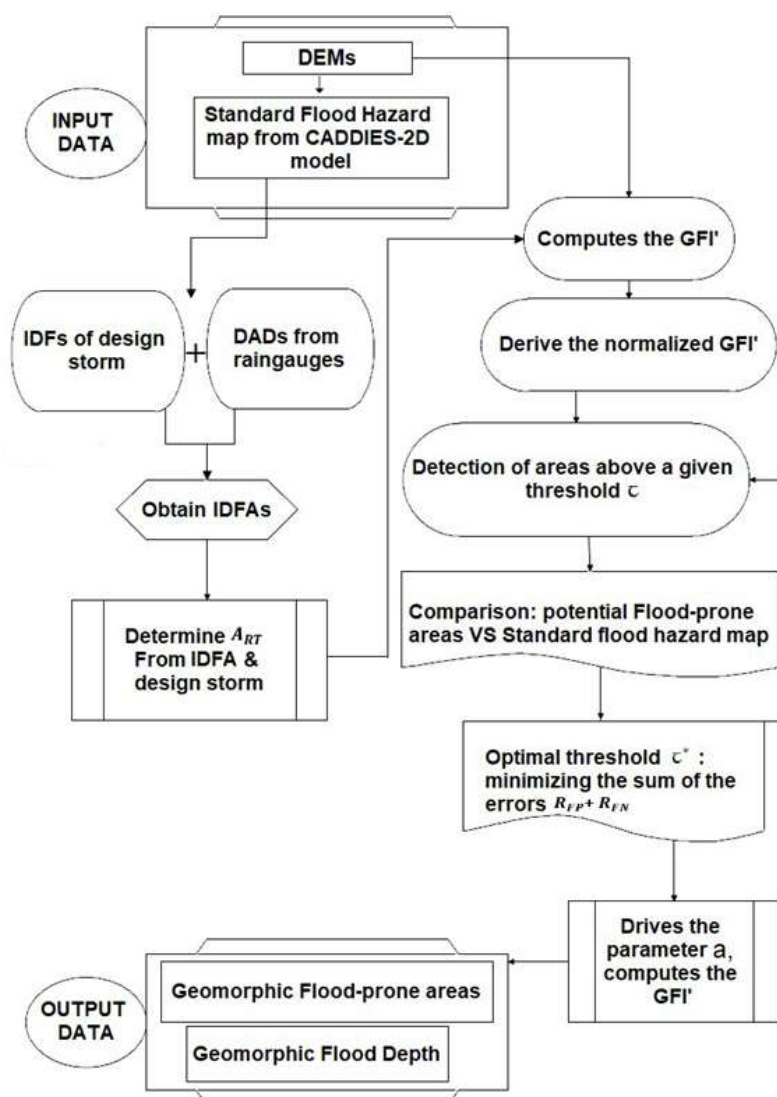 DEMs
INPUT
DATA
Standard Flood Hazard
map from CADDIES-2D
model
Computes the GFI'
IDFs of design
storm
+
DADs from
raingauges
Derive the normalized GFI'
Detection of areas above a given
threshold τ
Obtain IDFAs
Comparison: potential Flood-prone
areas VS Standard flood hazard map
Determine A_RT
From IDFA &
design storm
Optimal threshold τ* :
minimizing the sum of the
errors R_FP + R_FN
Drives the
parameter a,
computes the
GFI'
OUTPUT
DATA
Geomorphic Flood-prone areas
Geomorphic Flood Depth